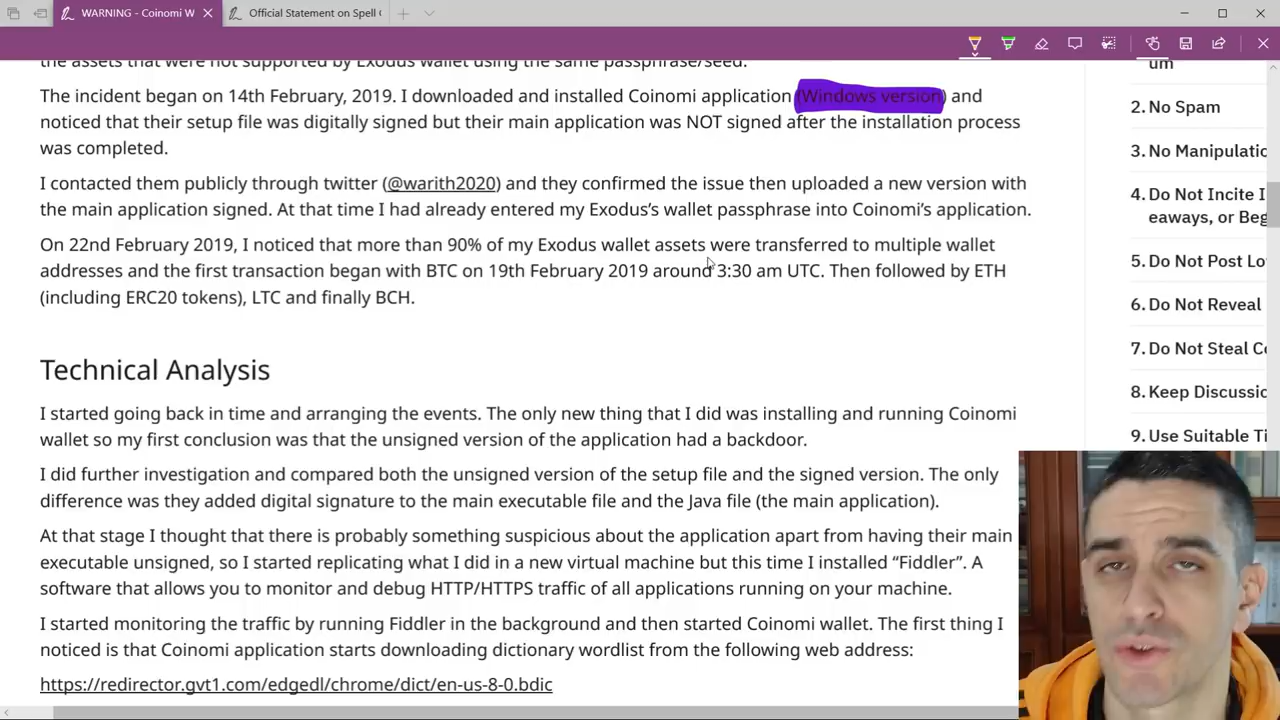 WARNING - Coinomi W
Official Statement on Spell C
the assets that were not supported by Exodus wallet using the same passphrase/seed.
The incident began on 14th February, 2019. I downloaded and installed Coinomi application (Windows version) and
noticed that their setup file was digitally signed but their main application was NOT signed after the installation process
was completed.
I contacted them publicly through twitter (@warith2020) and they confirmed the issue then uploaded a new version with
the main application signed. At that time I had already entered my Exodus's wallet passphrase into Coinomi's application.
On 22nd February 2019, I noticed that more than 90% of my Exodus wallet assets were transferred to multiple wallet
addresses and the first transaction began with BTC on 19th February 2019 around 3:30 am UTC. Then followed by ETH
(including ERC20 tokens), LTC and finally BCH.
Technical Analysis
I started going back in time and arranging the events. The only new thing that I did was installing and running Coinomi
wallet so my first conclusion was that the unsigned version of the application had a backdoor.
I did further investigation and compared both the unsigned version of the setup file and the signed version. The only
difference was they added digital signature to the main executable file and the Java file (the main application).
At that stage I thought that there is probably something suspicious about the application apart from having their main
executable unsigned, so I started replicating what I did in a new virtual machine but this time I installed “Fiddler”. A
software that allows you to monitor and debug HTTP/HTTPS traffic of all applications running on your machine.
I started monitoring the traffic by running Fiddler in the background and then started Coinomi wallet. The first thing I
noticed is that Coinomi application starts downloading dictionary wordlist from the following web address:
https://redirector.gvt1.com/edgedl/chrome/dict/en-us-8-0.bdic
um
2. No Spam
3. No Manipulatio
4. Do Not Incite I
eaways, or Beg
5. Do Not Post Lo
6. Do Not Reveal
7. Do Not Steal Co
8. Keep Discussio
9. Use Suitable Ti